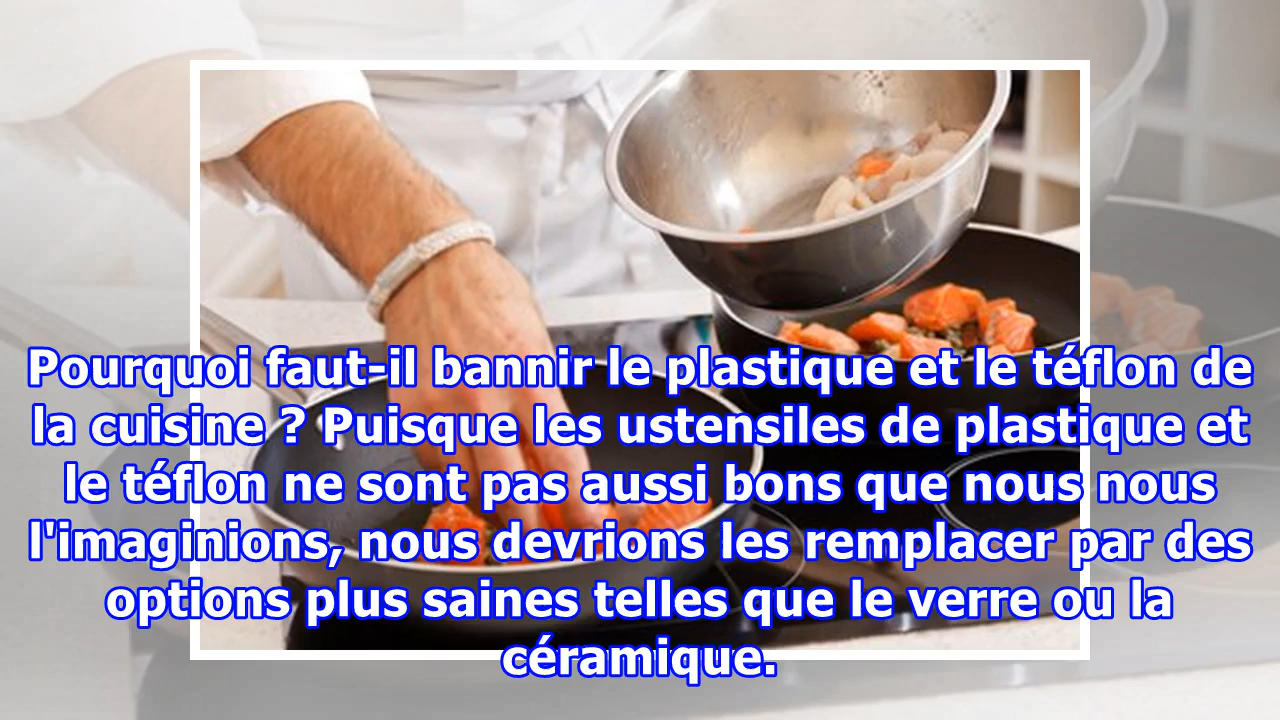 Pourquoi faut-il bannir le plastique et le téflon de
la cuisine ? Puisque les ustensiles de plastique et
le téflon ne sont pas aussi bons que nous nous
l'imaginions, nous devrions les remplacer par des
options plus saines telles que le verre ou la
céramique.